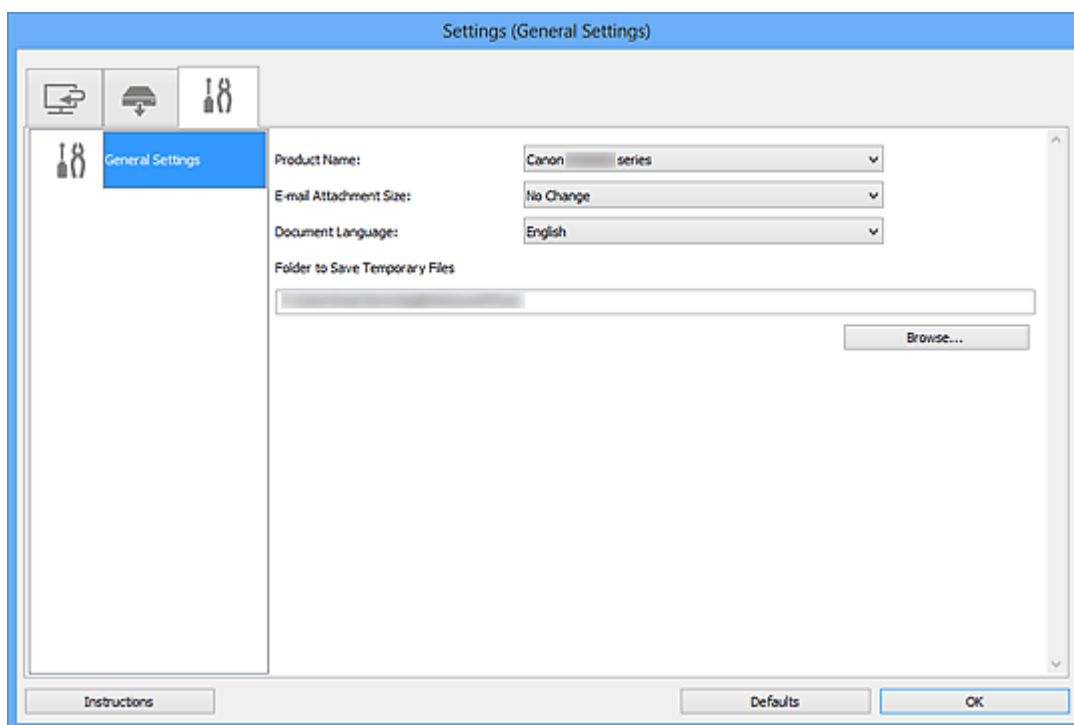 Settings (General Settings)
General Settings
Product Name: Canon series
E-mail Attachment Size: No Change
Document Language: English
Folder to Save Temporary Files
Browse...
Instructions Defaults OK